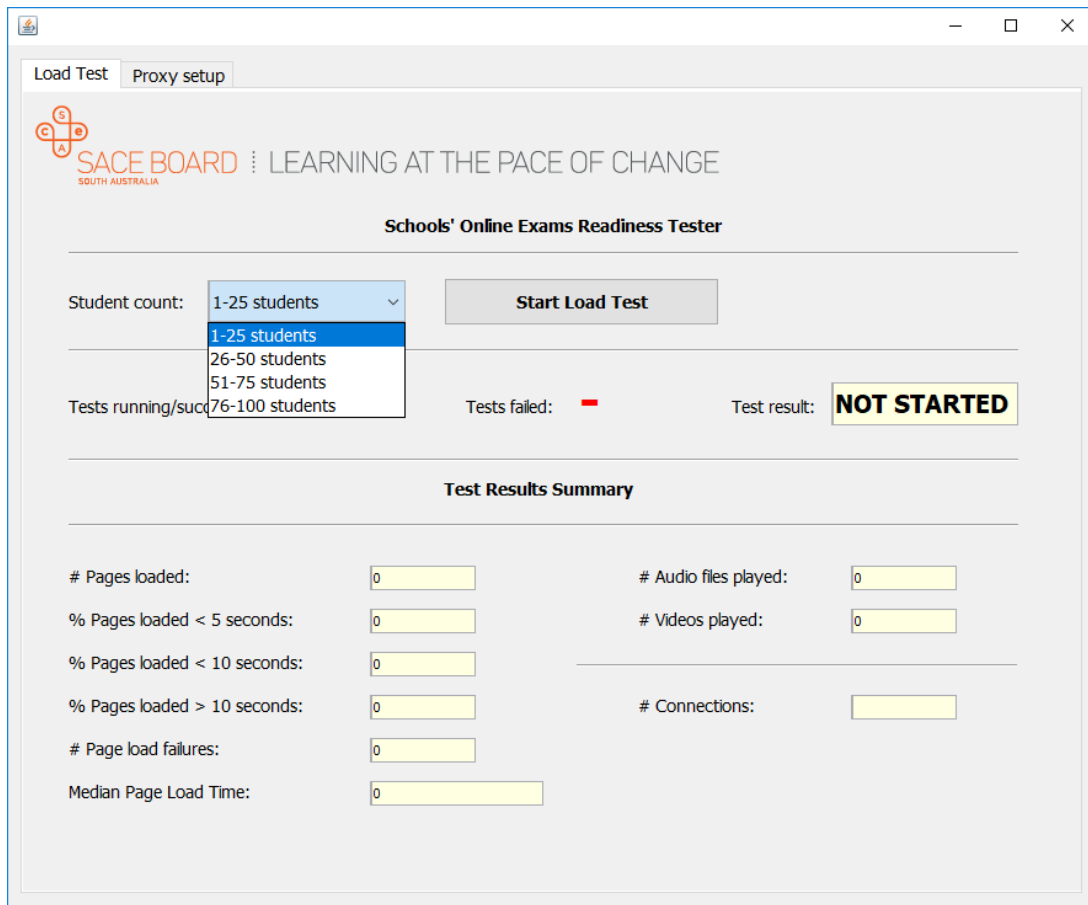 Load Test Proxy setup
S
C e
A
SACE BOARD LEARNING AT THE PACE OF CHANGE
SOUTH AUSTRALIA
Schools' Online Exams Readiness Tester
Student count: 1-25 students Start Load Test
1-25 students
26-50 students
51-75 students
76-100 students
Tests running/succ Tests failed: - Test result: NOT STARTED
Test Results Summary
# Pages loaded: 0 # Audio files played: 0
% Pages loaded < 5 seconds: 0 # Videos played: 0
% Pages loaded < 10 seconds: 0
% Pages loaded > 10 seconds: 0 # Connections:
# Page load failures: 0
Median Page Load Time: 0